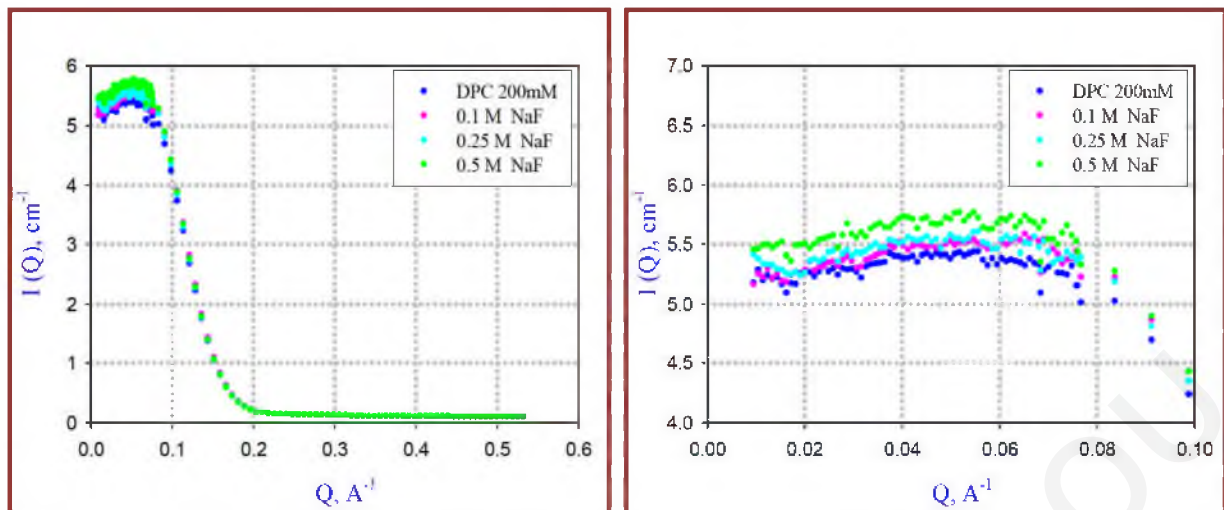 6
5
4
3
2
1
0
I (Q), cm-1
DPC 200mM
0.1 M NaF
0.25 M NaF
0.5 M NaF
0.0 0.1 0.2 0.3 0.4 0.5 0.6
Q, A-1
7.0
6.5
6.0
5.5
5.0
4.5
4.0
I (Q), cm-1
DPC 200mM
0.1 M NaF
0.25 M NaF
0.5 M NaF
0.00 0.02 0.04 0.06 0.08 0.10
Q, A-1